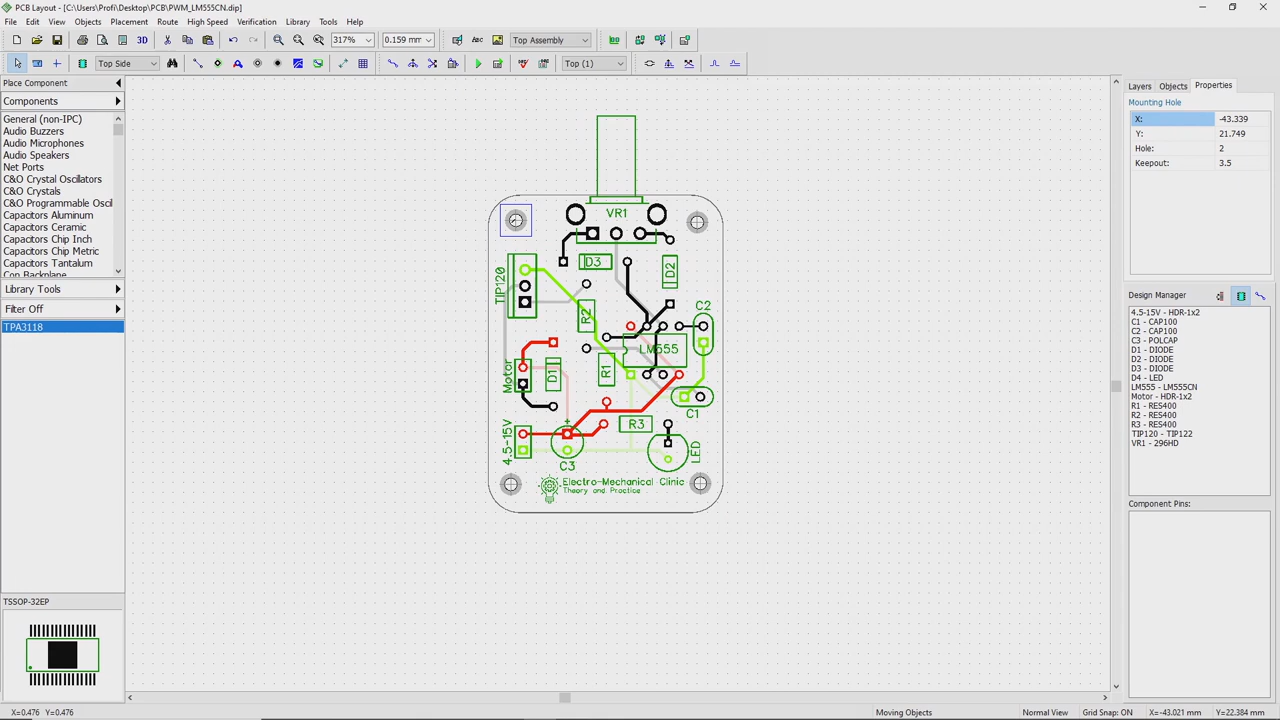 PCB Layout - [C:\Users\Profi\Desktop\PCB\PWM_LM555CN.dip]
File Edit View Objects Placement Route High Speed Verification Library Tools Help
3D 317% 0.159 mm ABC Top Assembly
Top Side Top (1)
Place Component
Components
General (non-IPC)
Audio Buzzers
Audio Microphones
Audio Speakers
Net Ports
C&O Crystal Oscillators
C&O Crystals
C&O Programmable Oscil
Capacitors Aluminum
Capacitors Ceramic
Capacitors Chip Inch
Capacitors Chip Metric
Capacitors Tantalum
Con Backplane
Library Tools
Filter Off
TPA3118
TSSOP-32EP
VR1
D3
D2
TIP120
R2
C2
LM555
Motor
D1
R1
C1
4.5-15V
+
C3
R3
LED
Electro-Mechanical Clinic
Theory and Practice
Layers Objects Properties
Mounting Hole
X: -43.339
Y: 21.749
Hole: 2
Keepout: 3.5
Design Manager
4.5-15V - HDR-1x2
C1 - CAP100
C2 - CAP100
C3 - POLCAP
D1 - DIODE
D2 - DIODE
D3 - DIODE
D4 - LED
LM555 - LM555CN
Motor - HDR-1x2
R1 - RES400
R2 - RES400
R3 - RES400
TIP120 - TIP122
VR1 - 296HD
Component Pins:
X=0.476 Y=0.476 Moving Objects Normal View Grid Snap: ON X=-43.021 mm Y=22.384 mm